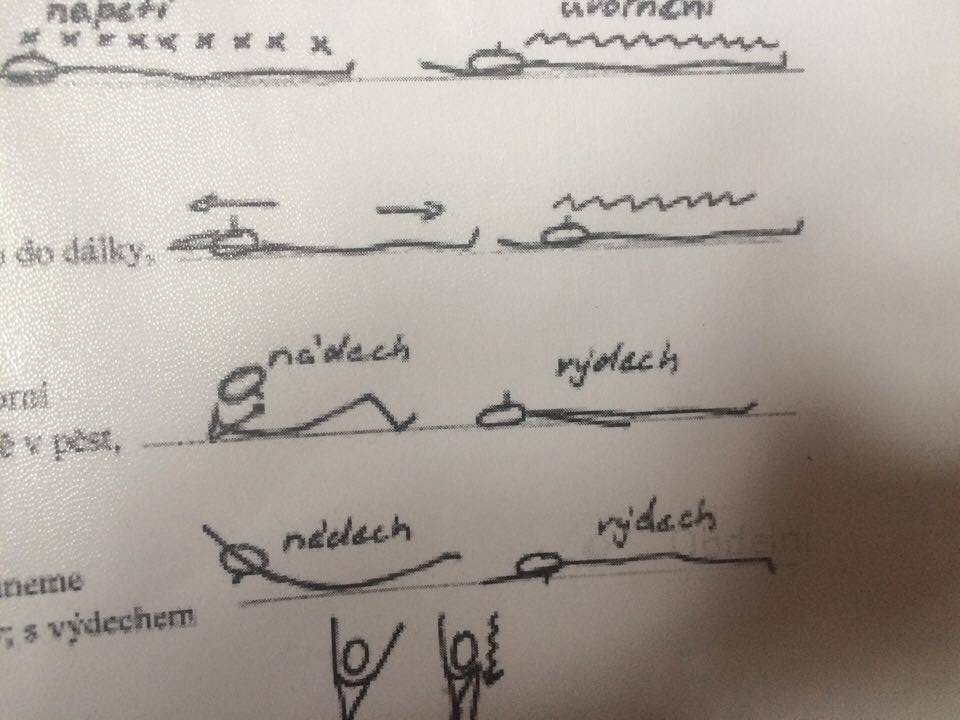 napětí uvolnění
do dálky,
nádech výdech
v pěst,
nádech výdech
s výdechem